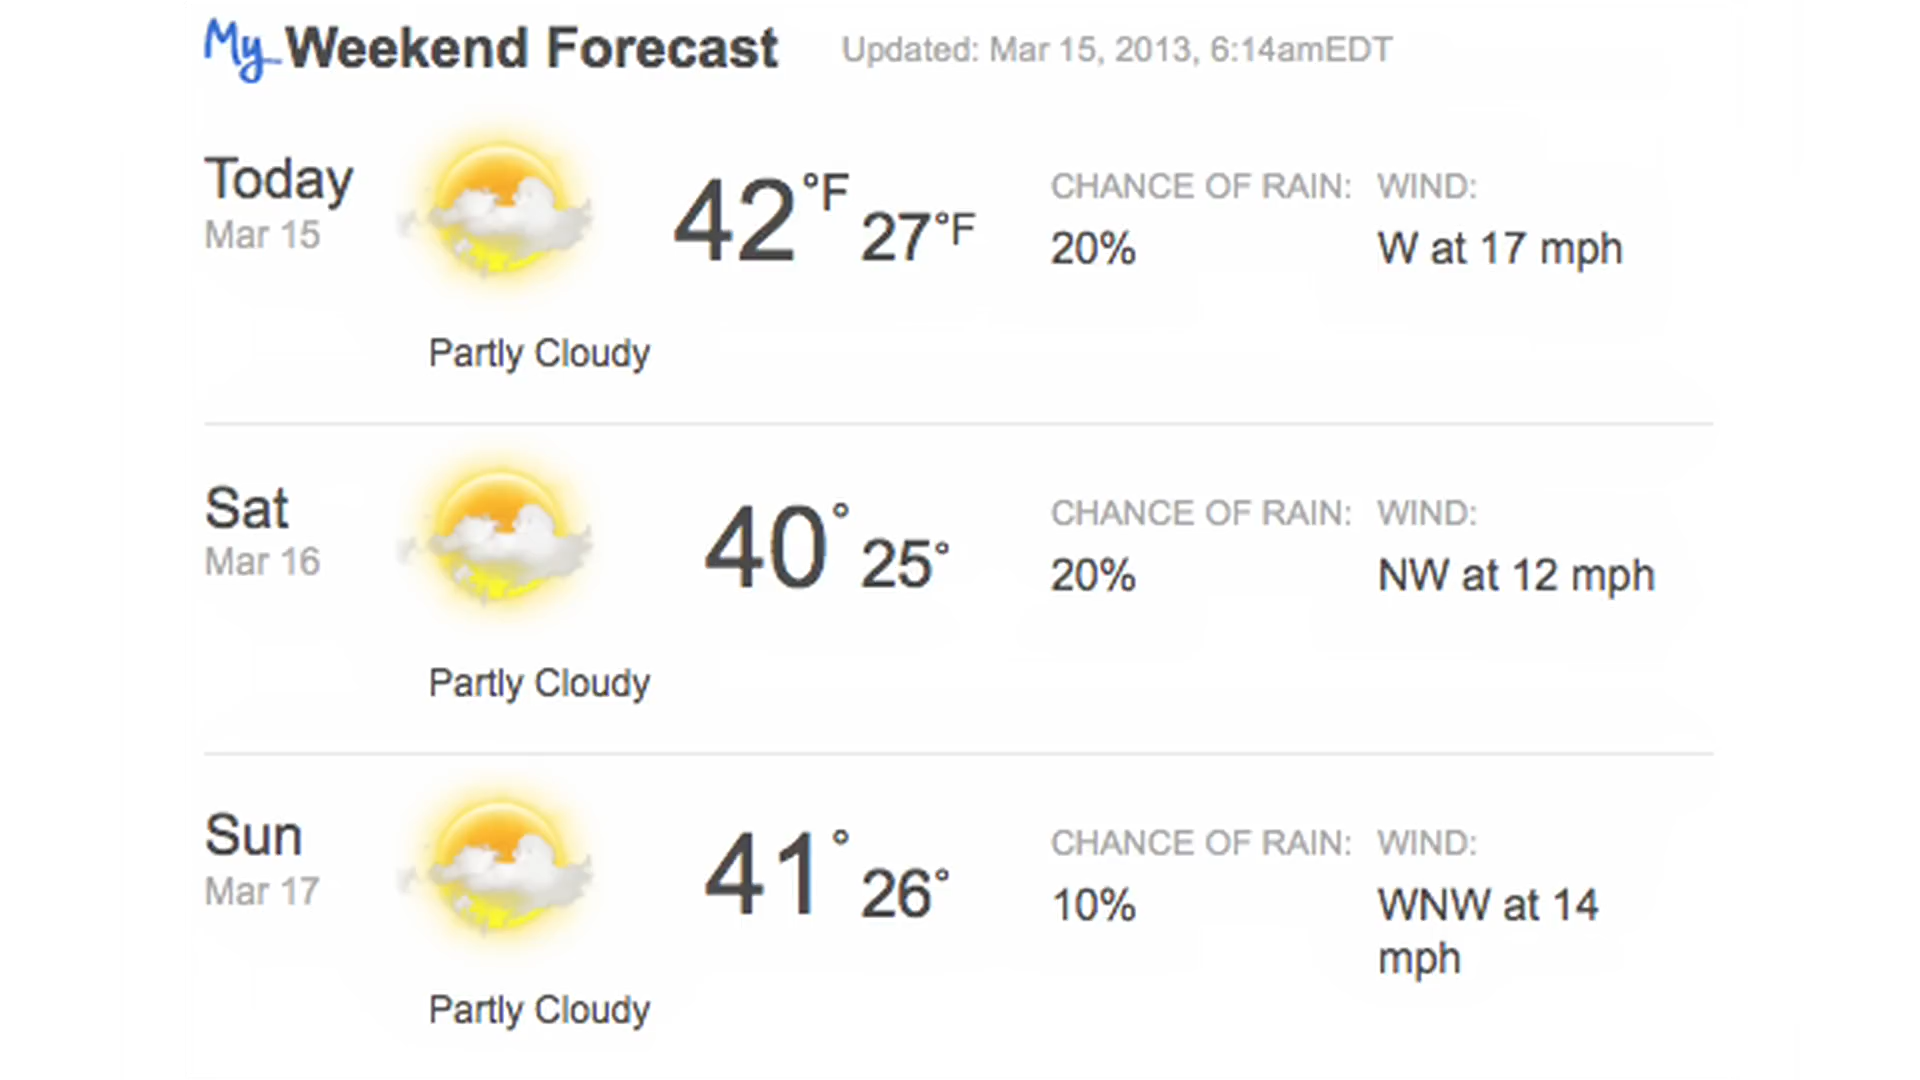 My Weekend Forecast Updated: Mar 15, 2013, 6:14amEDT
Today
Mar 15
Partly Cloudy
42°F 27°F
CHANCE OF RAIN:
20%
WIND:
W at 17 mph
Sat
Mar 16
Partly Cloudy
40° 25°
CHANCE OF RAIN:
20%
WIND:
NW at 12 mph
Sun
Mar 17
Partly Cloudy
41° 26°
CHANCE OF RAIN:
10%
WIND:
WNW at 14
mph